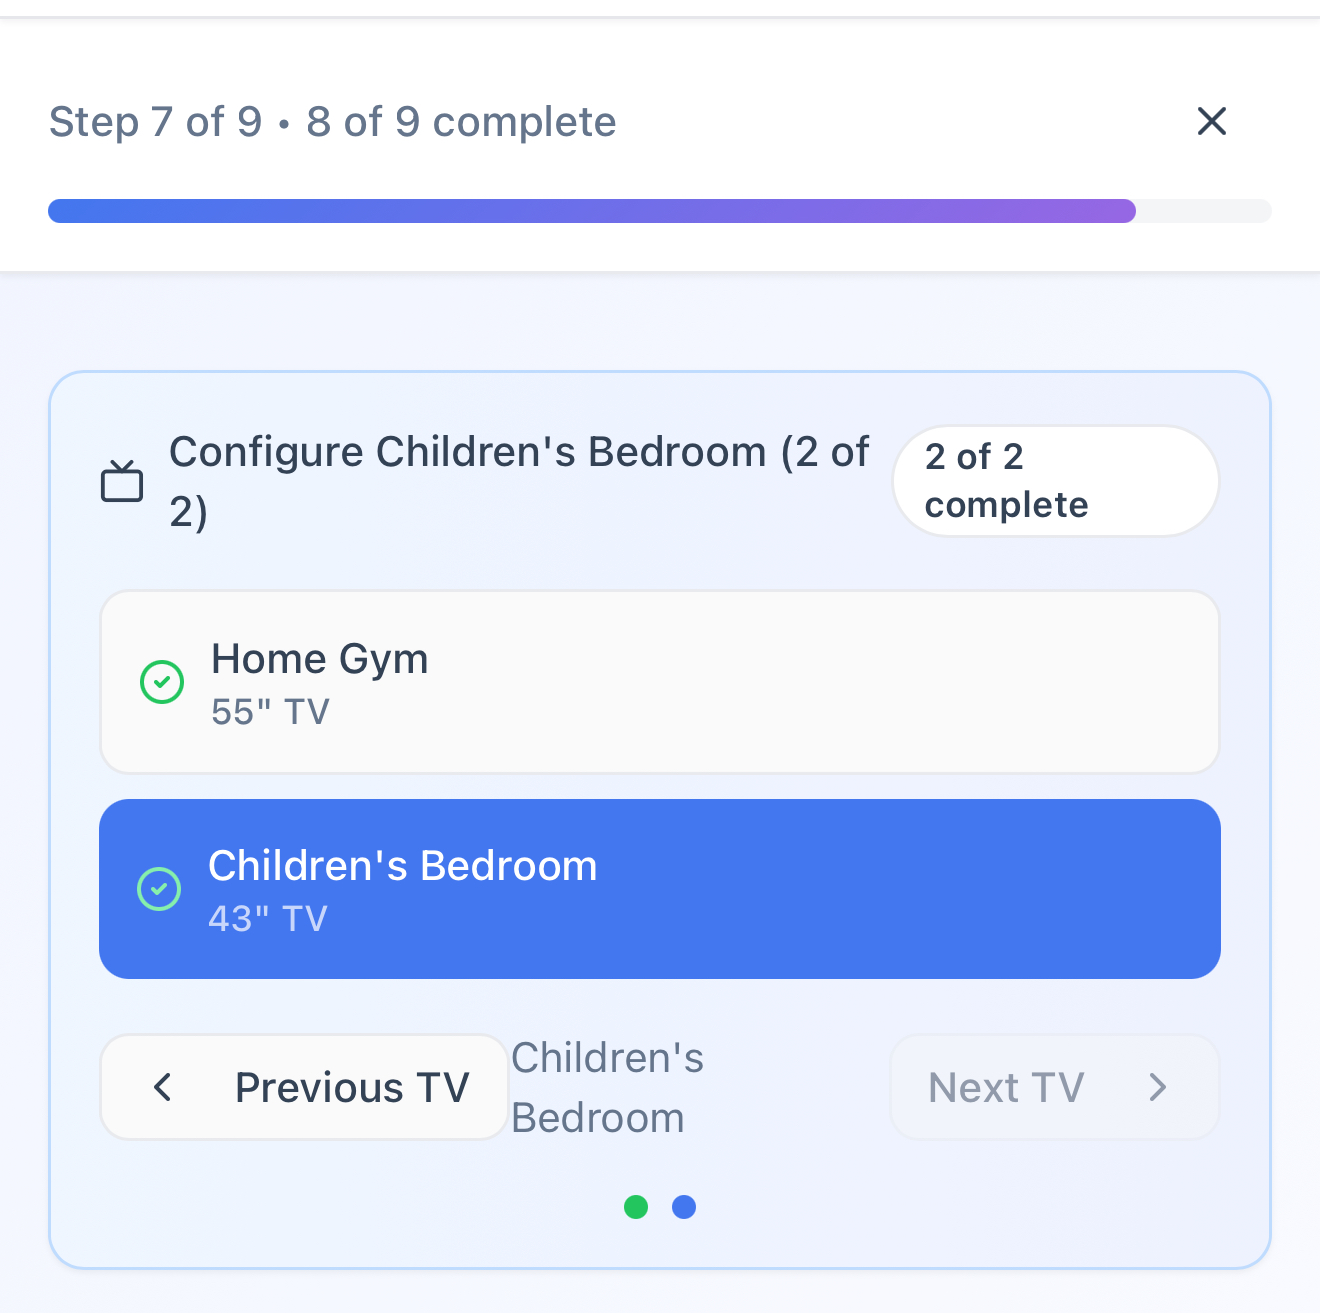 Step 7 of 9 • 8 of 9 complete
Configure Children's Bedroom (2 of
2)
2 of 2
complete
Home Gym
55" TV
Children's Bedroom
43" TV
Previous TV
Children's
Bedroom
Next TV